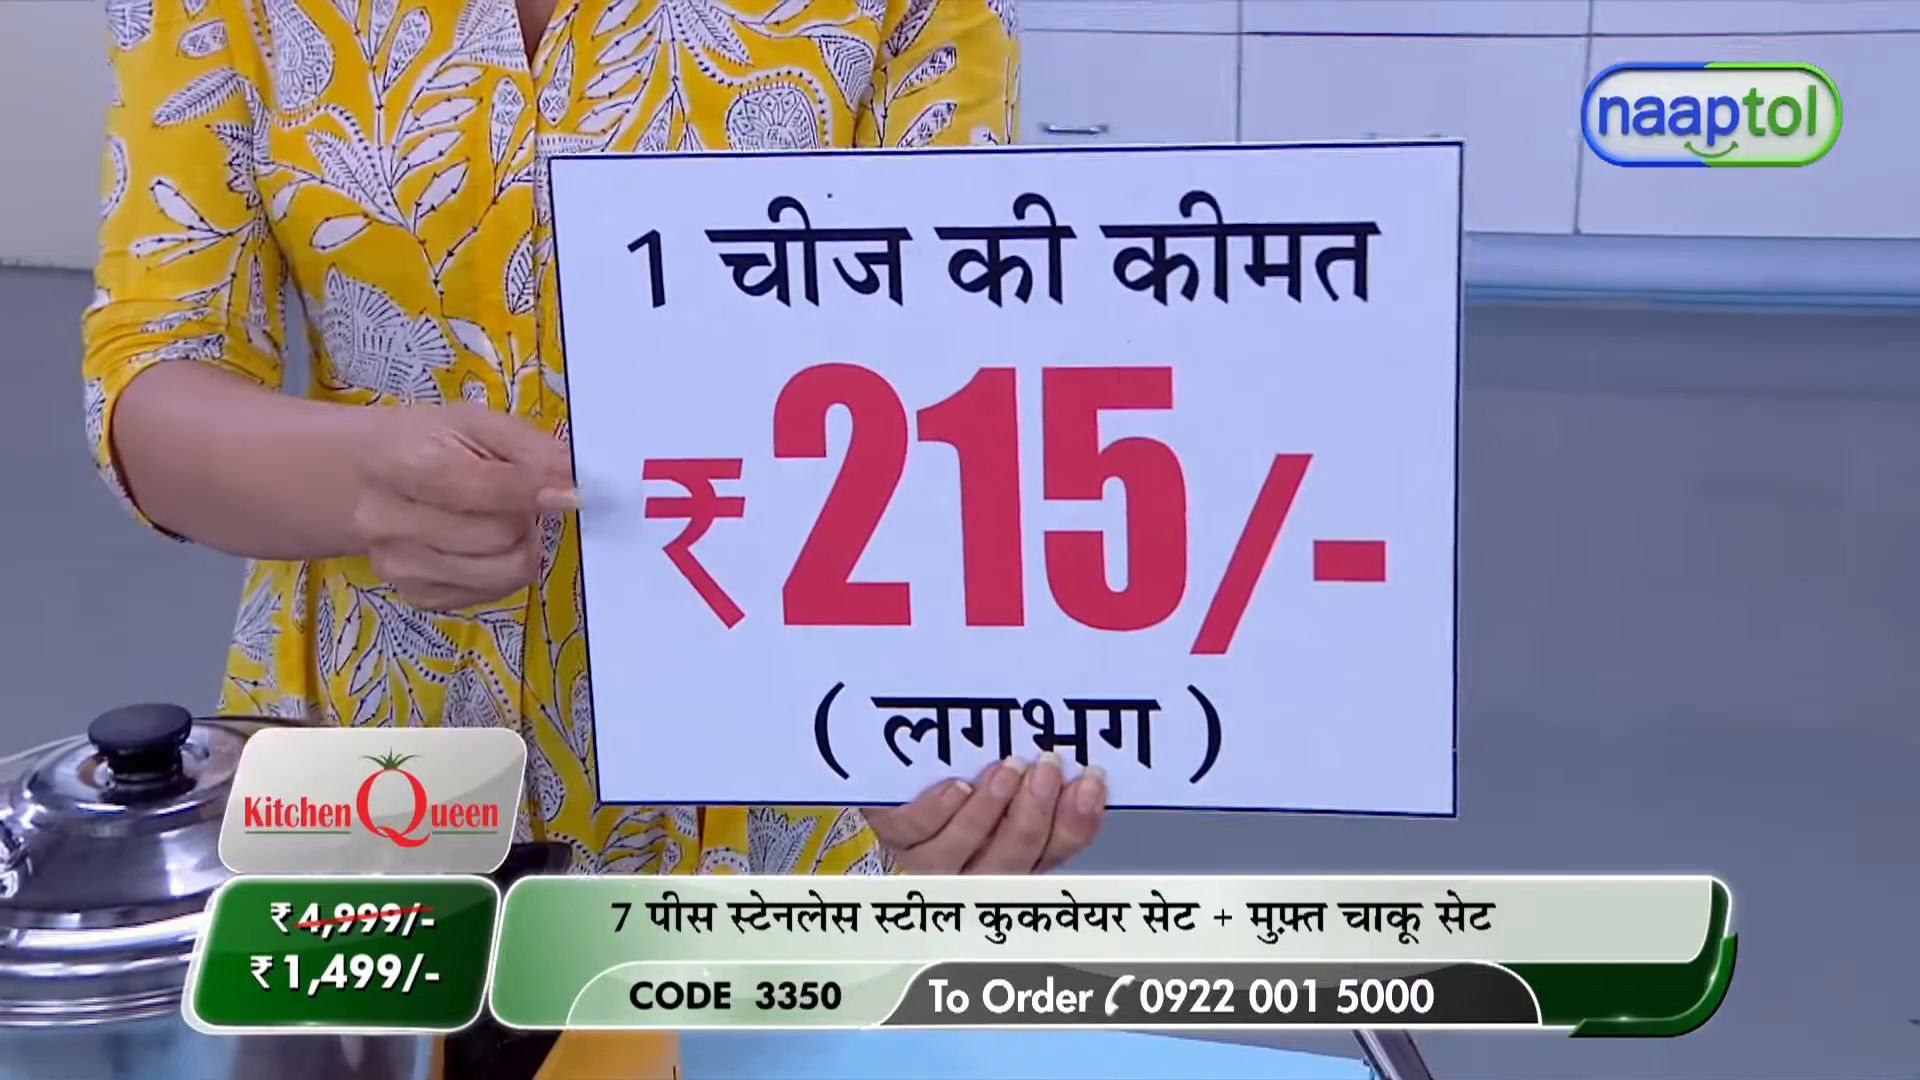 naaptol
1 चीज की कीमत
₹215/-
( लगभग )
Kitchen Queen
₹4,999/-
₹1,499/-
7 पीस स्टेनलेस स्टील कुकवेयर सेट + मुफ़्त चाकू सेट
CODE 3350
To Order 0922 001 5000